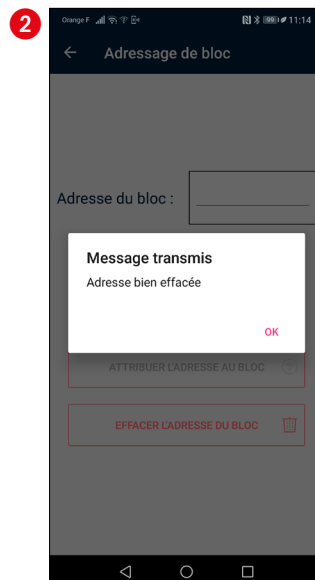 2
Orange F 99 11:14
Adressage de bloc
Adresse du bloc :
Message transmis
Adresse bien effacée
OK
ATTRIBUER L'ADRESSE AU BLOC
EFFACER L'ADRESSE DU BLOC